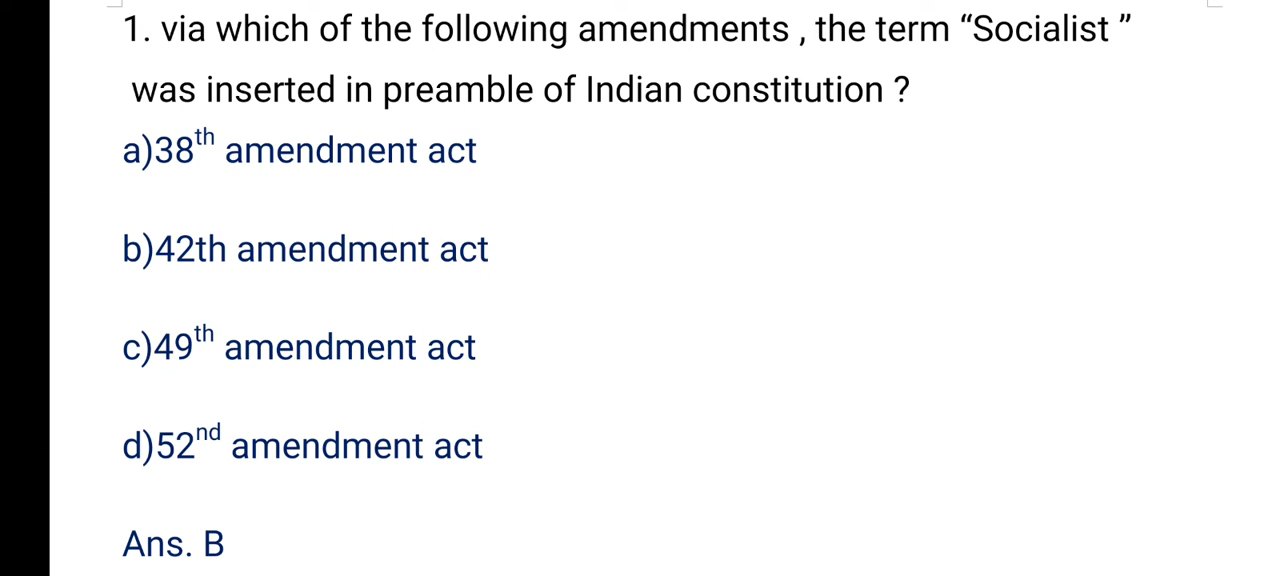 1. via which of the following amendments , the term “Socialist ”
was inserted in preamble of Indian constitution ?
a)38th amendment act
b)42th amendment act
c)49th amendment act
d)52nd amendment act
Ans. B